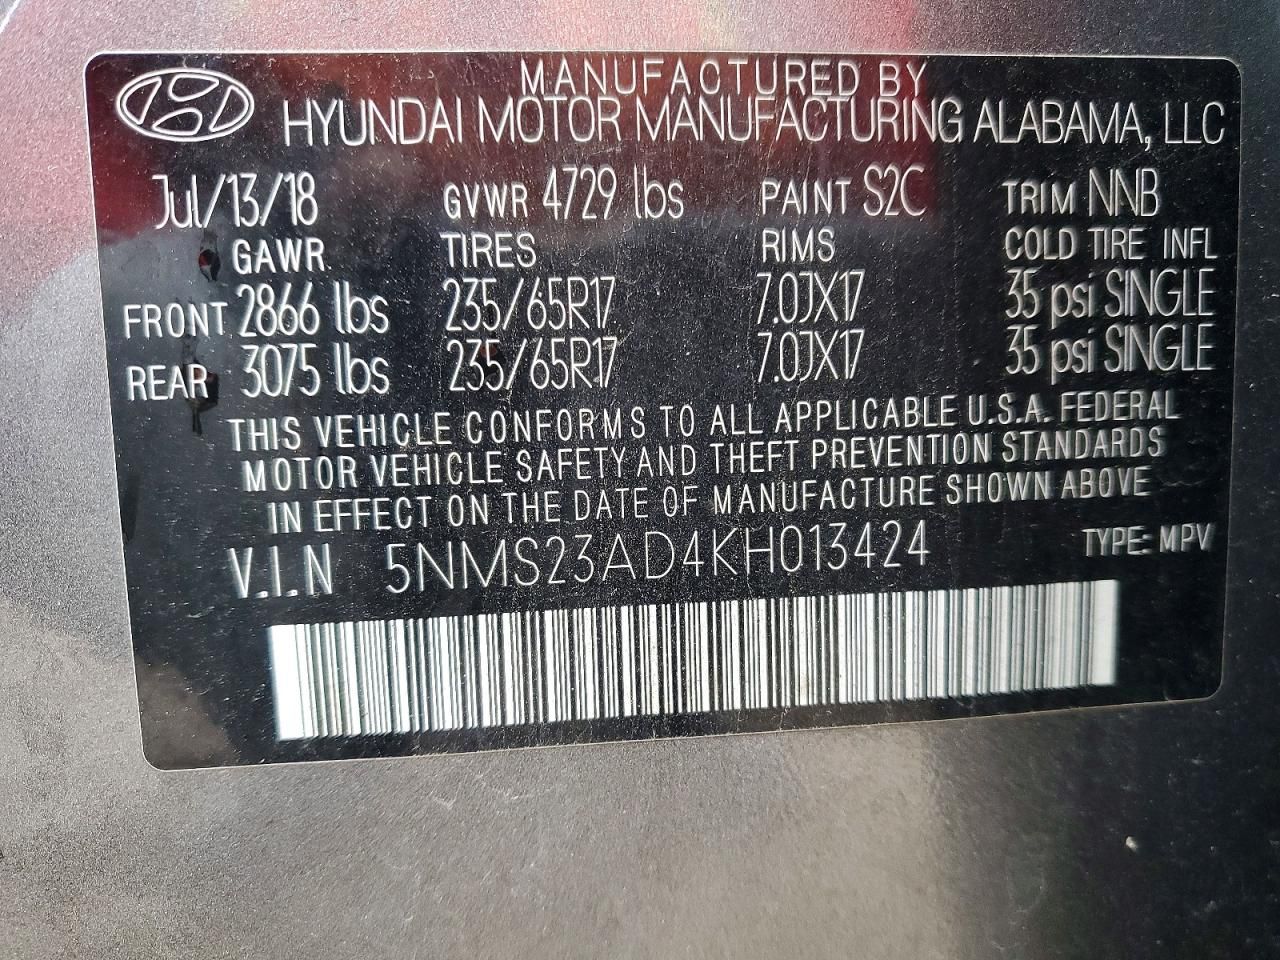 MANUFACTURED BY
HYUNDAI MOTOR MANUFACTURING ALABAMA, LLC
Jul/13/18 GVWR 4729 lbs PAINT S2C TRIM NNB
GAWR TIRES RIMS COLD TIRE INFL
FRONT 2866 lbs 235/65R17 7.0JX17 35 psi SINGLE
REAR 3075 lbs 235/65R17 7.0JX17 35 psi SINGLE
THIS VEHICLE CONFORMS TO ALL APPLICABLE U.S.A. FEDERAL
MOTOR VEHICLE SAFETY AND THEFT PREVENTION STANDARDS
IN EFFECT ON THE DATE OF MANUFACTURE SHOWN ABOVE
V.I.N 5NMS23AD4KH013424 TYPE: MPV